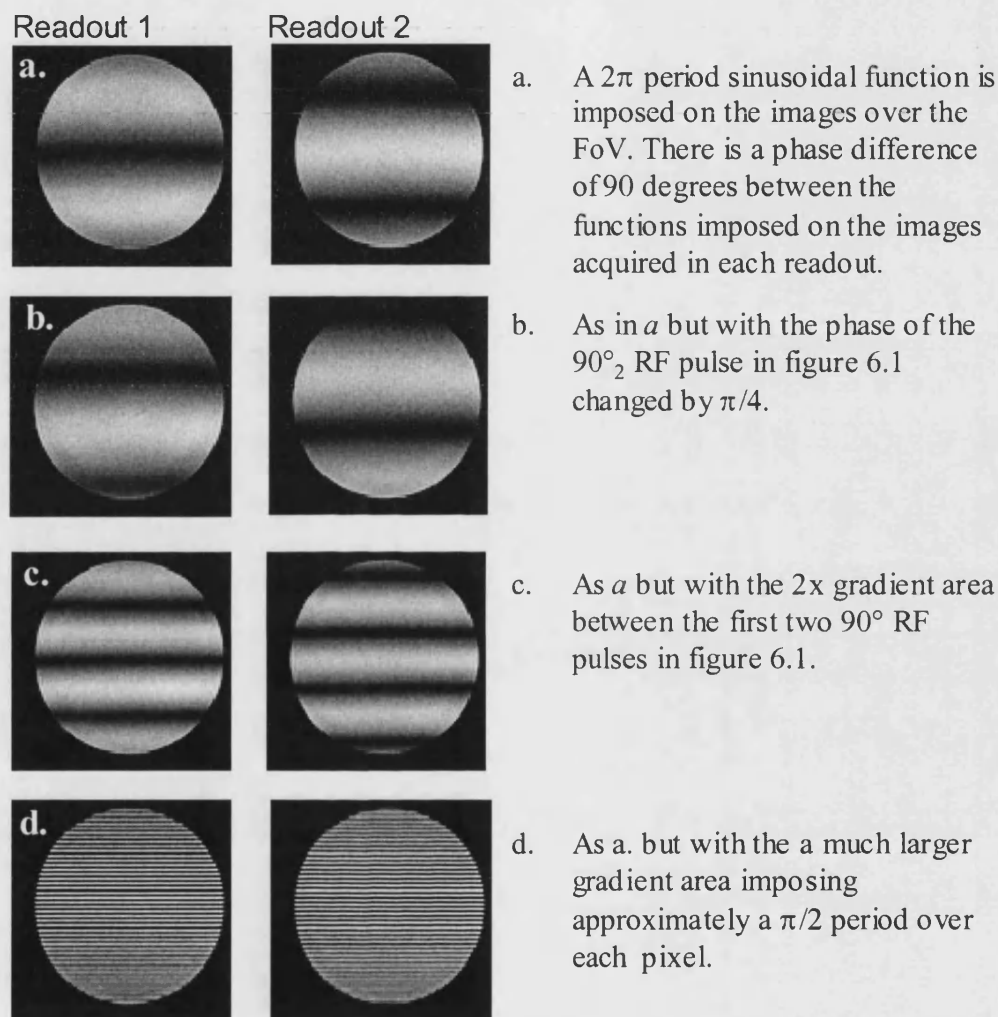 Readout 1 Readout 2
a.
a. A 2π period sinusoidal function is
imposed on the images over the
FoV. There is a phase difference
of 90 degrees between the
functions imposed on the images
acquired in each readout.
b.
b. As in a but with the phase of the
90°₂ RF pulse in figure 6.1
changed by π/4.
c.
c. As a but with the 2x gradient area
between the first two 90° RF
pulses in figure 6.1.
d.
d. As a. but with the a much larger
gradient area imposing
approximately a π/2 period over
each pixel.